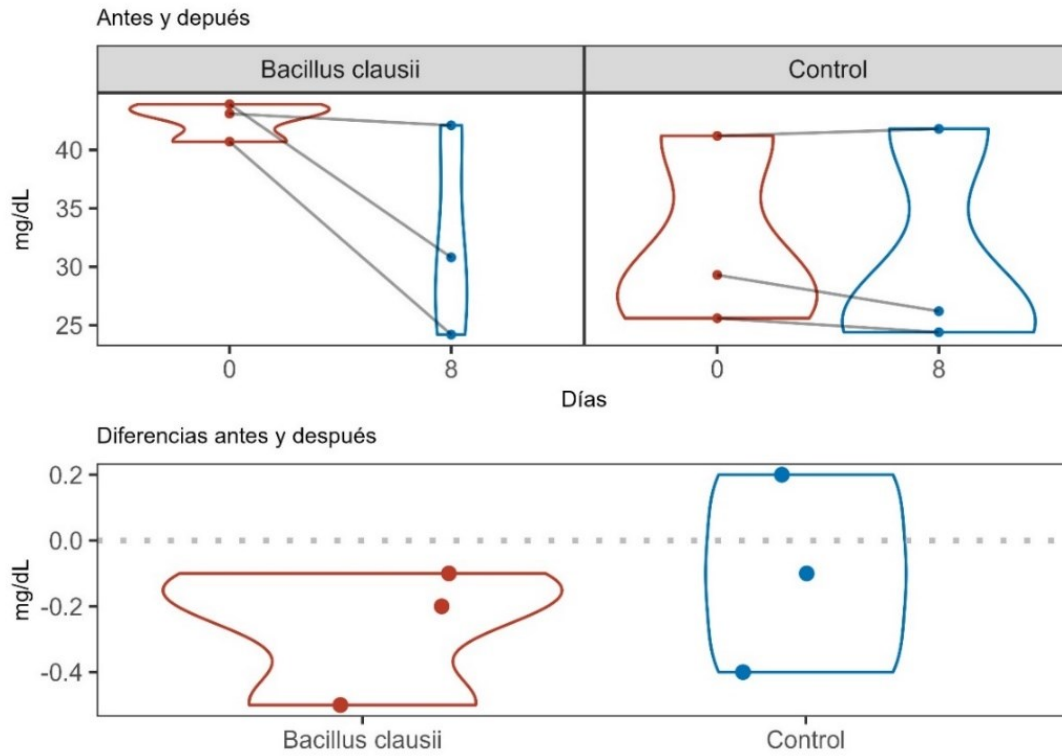 Antes y depués
Bacillus clausii
Control
mg/dL
40
35
30
25
0
8
0
8
Días
Diferencias antes y después
mg/dL
0.2
0.0
-0.2
-0.4
Bacillus clausii
Control